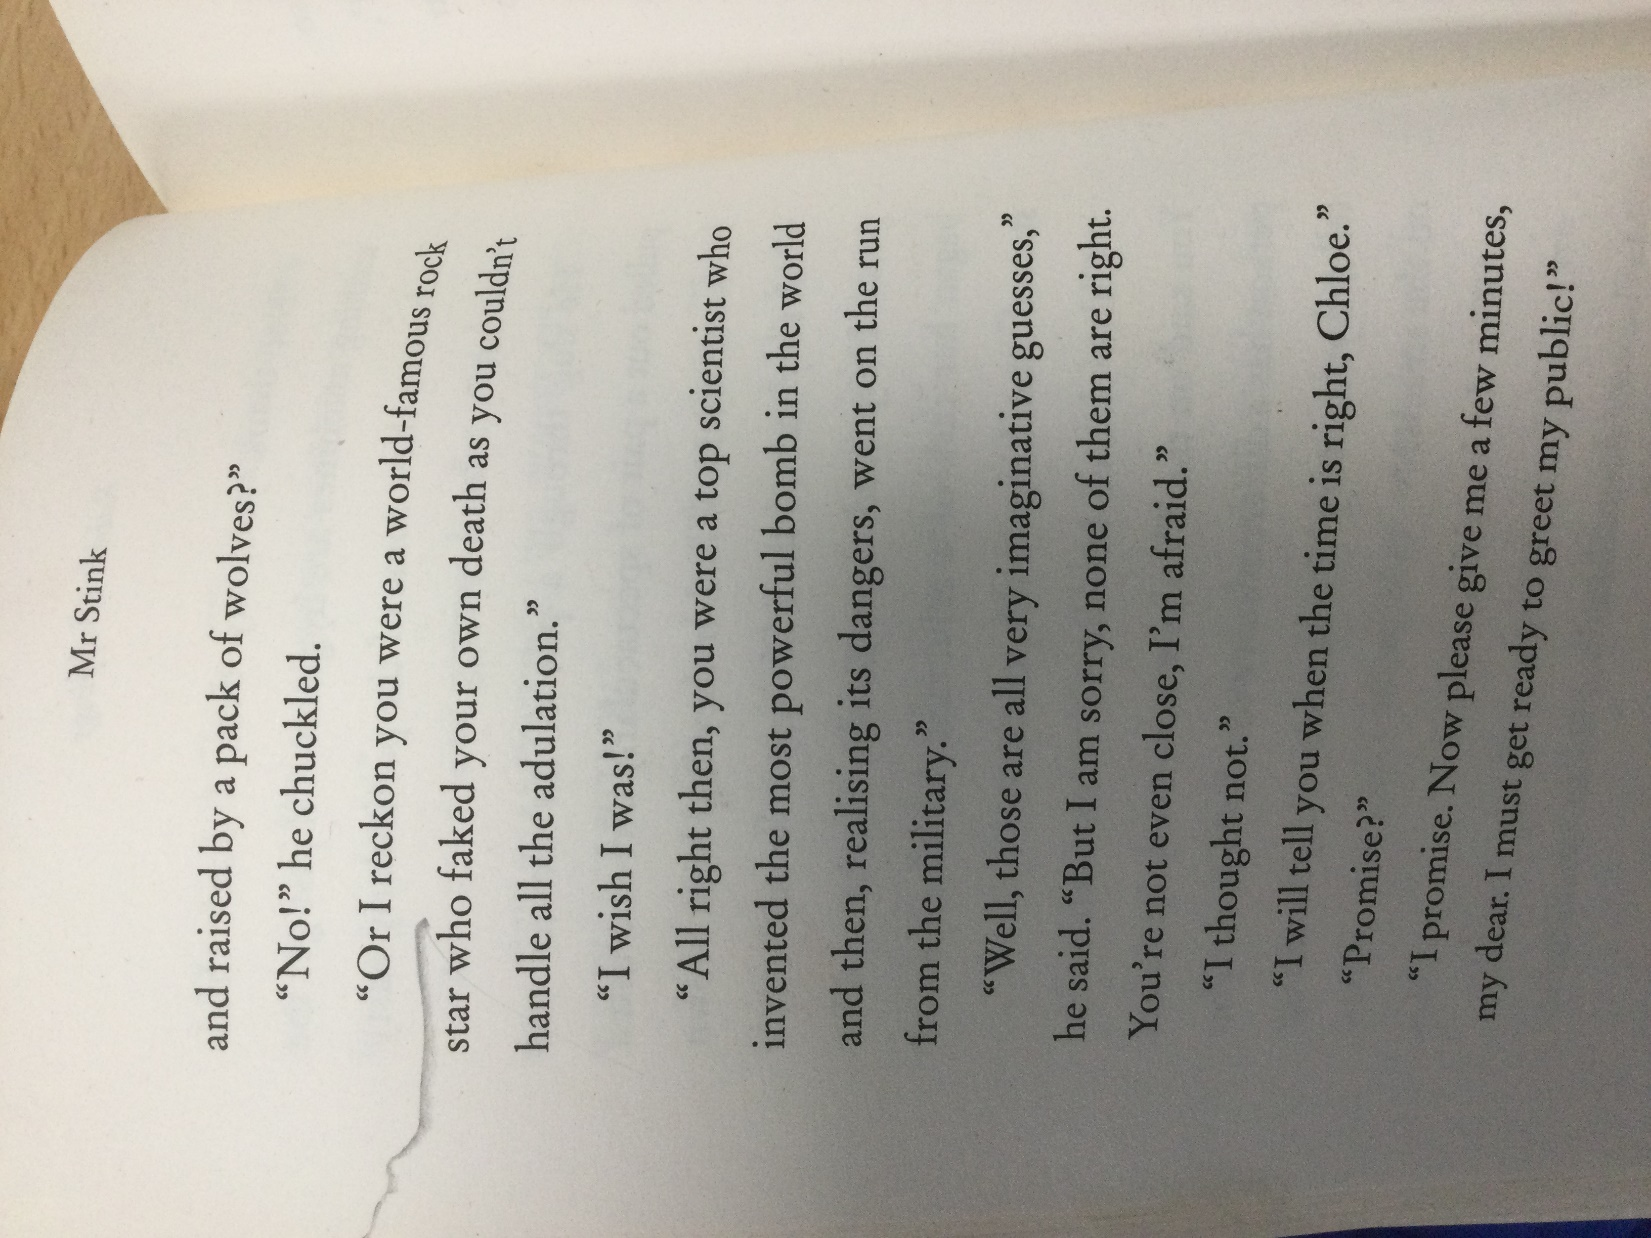 Mr Stink
and raised by a pack of wolves?”
“No!” he chuckled.
“Or I reckon you were a world-famous rock
star who faked your own death as you couldn’t
handle all the adulation.”
“I wish I was!”
“All right then, you were a top scientist who
invented the most powerful bomb in the world
and then, realising its dangers, went on the run
from the military.”
“Well, those are all very imaginative guesses,”
he said. “But I am sorry, none of them are right.
You’re not even close, I’m afraid.”
“I thought not.”
“I will tell you when the time is right, Chloe.”
“Promise?”
“I promise. Now please give me a few minutes,
my dear. I must get ready to greet my public!”